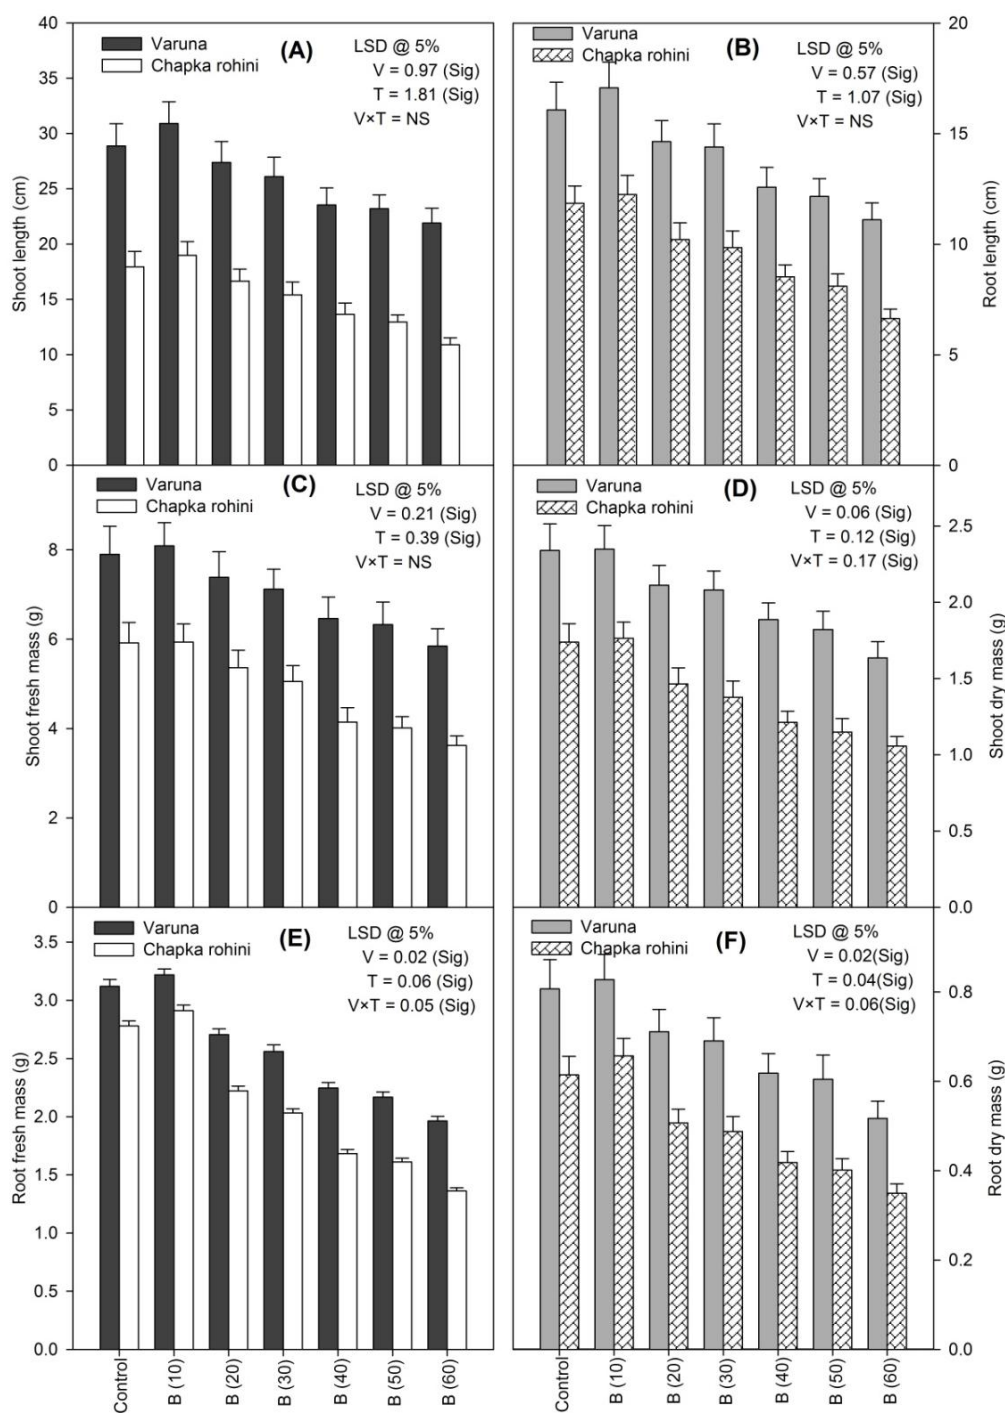 40
35
30
25
20
15
10
5
0
Shoot length (cm)
Varuna
Chapka rohini
(A)
LSD @ 5%
V = 0.97 (Sig)
T = 1.81 (Sig)
V×T = NS
Varuna
Chapka rohini
(B)
LSD @ 5%
V = 0.57 (Sig)
T = 1.07 (Sig)
V×T = NS
20
15
10
5
0
Root length (cm)
8
6
4
2
0
Shoot fresh mass (g)
Varuna
Chapka rohini
(C)
LSD @ 5%
V = 0.21 (Sig)
T = 0.39 (Sig)
V×T = NS
Varuna
Chapka rohini
(D)
LSD @ 5%
V = 0.06 (Sig)
T = 0.12 (Sig)
V×T = 0.17 (Sig)
2.5
2.0
1.5
1.0
0.5
0.0
Shoot dry mass (g)
3.5
3.0
2.5
2.0
1.5
1.0
0.5
0.0
Root fresh mass (g)
Varuna
Chapka rohini
(E)
LSD @ 5%
V = 0.02 (Sig)
T = 0.06 (Sig)
V×T = 0.05 (Sig)
Varuna
Chapka rohini
(F)
LSD @ 5%
V = 0.02(Sig)
T = 0.04(Sig)
V×T = 0.06(Sig)
0.8
0.6
0.4
0.2
0.0
Root dry mass (g)
Control
B (10)
B (20)
B (30)
B (40)
B (50)
B (60)
Control
B (10)
B (20)
B (30)
B (40)
B (50)
B (60)